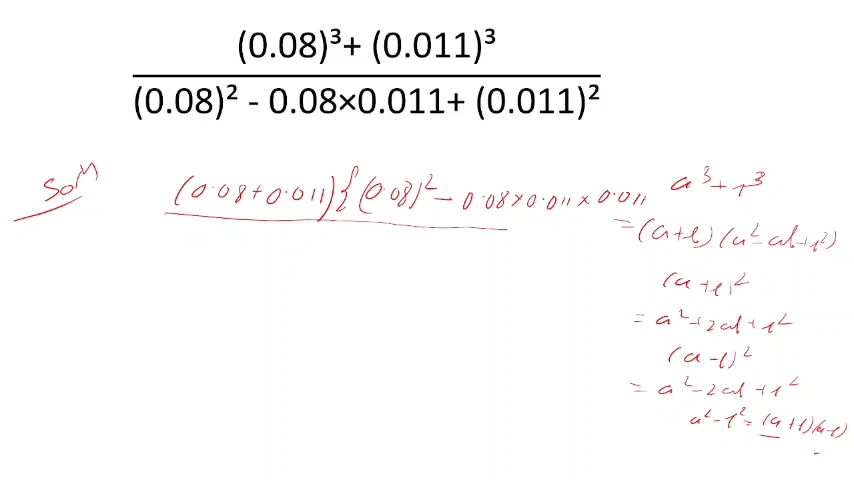 (0.08)³+ (0.011)³
(0.08)² - 0.08×0.011+ (0.011)²
Solⁿ
(0.08+0.011){(0.08)² - 0.08×0.011×0.011
a³+b³
=(a+b)(a²-ab+b²)
(a+b)²
=a²+2ab+b²
(a-b)²
=a²-2ab+b²
a²-b²=(a+b)(a-b)